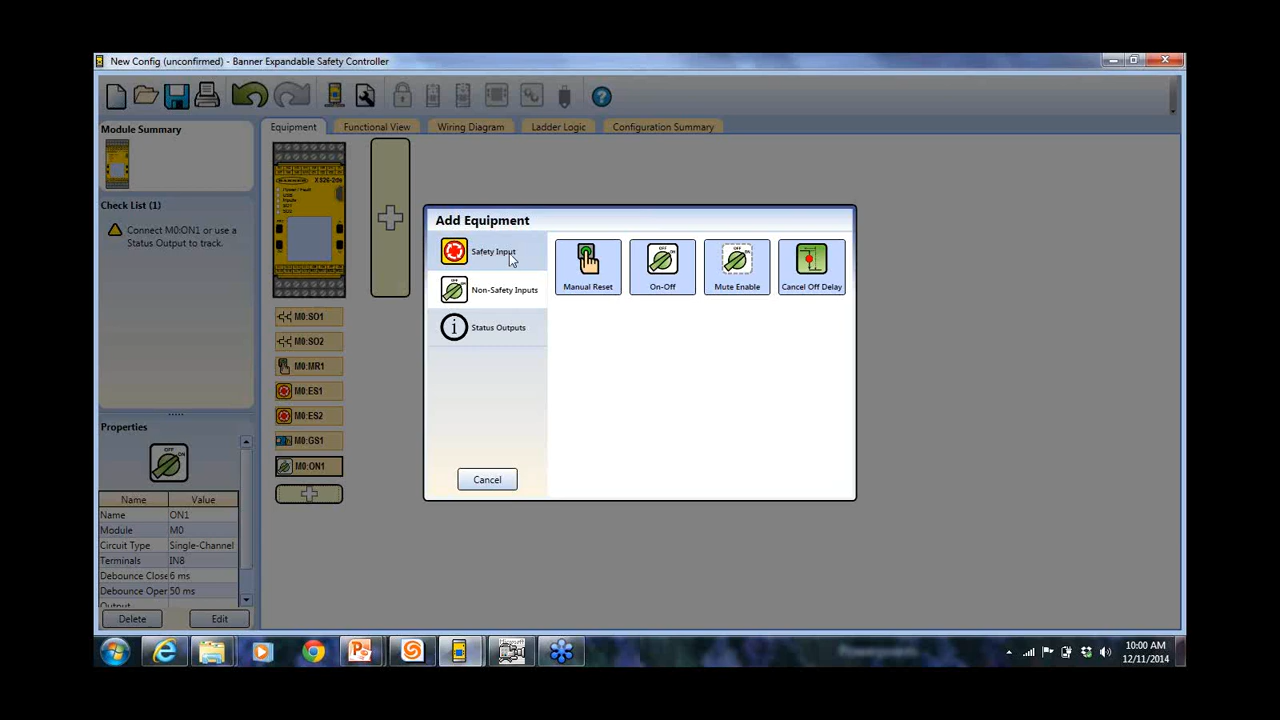 New Config (unconfirmed) - Banner Expandable Safety Controller
Module Summary
Equipment
Functional View
Wiring Diagram
Ladder Logic
Configuration Summary
Check List (1)
Connect M0:ON1 or use a
Status Output to track.
Add Equipment
Safety Input
Non-Safety Inputs
Status Outputs
Manual Reset
On-Off
Mute Enable
Cancel Off Delay
Cancel
M0:SO1
M0:SO2
M0:MR1
M0:ES1
M0:ES2
M0:GS1
M0:ON1
Properties
OFF
ON
Name Value
Name ON1
Module M0
Circuit Type Single-Channel
Terminals IN8
Debounce Close 6 ms
Debounce Oper 50 ms
Output
Delete
Edit
10:00 AM
12/11/2014